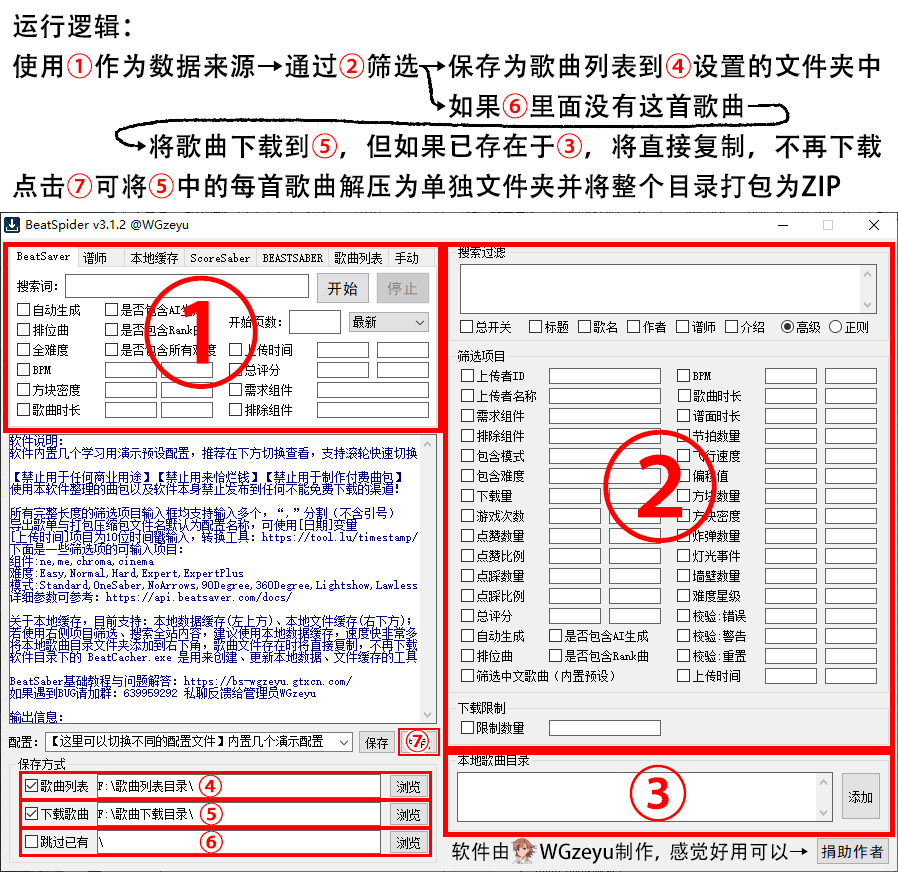 运行逻辑：
使用①作为数据来源→通过②筛选→保存为歌曲列表到④设置的文件夹中
如果⑥里面没有这首歌曲
将歌曲下载到⑤，但如果已存在于③，将直接复制，不再下载
点击⑦可将⑤中的每首歌曲解压为单独文件夹并将整个目录打包为ZIP
BeatSpider v3.1.2 @WGzeyu
BeatSaver 谱师 本地缓存 ScoreSaber BEASTSABER 歌曲列表 手动
搜索词： 开始 停止
自动生成 是否包含AI生
排位曲 是否包含Rank曲 开始页数： 最新
全难度 是否包含所有难度 上传时间
BPM 总评分
方块密度 需求组件
歌曲时长 排除组件
①
软件说明：
软件内置几个学习用演示预设配置，推荐在下方切换查看，支持滚轮快速切换
【禁止用于任何商业用途】【禁止用来恰烂钱】【禁止用于制作付费曲包】
使用本软件整理的曲包以及软件本身禁止发布到任何不能免费下载的渠道！
所有完整长度的筛选项目输入框均支持输入多个，“,”分割（不含引号）
导出歌单与打包压缩包文件名默认为配置名称，可使用[日期]变量
[上传时间]项目为10位时间戳输入，转换工具：https://tool.lu/timestamp/
下面是一些筛选项的可输入项目：
组件:ne,me,chroma,cinema
难度:Easy,Normal,Hard,Expert,ExpertPlus
模式:Standard,OneSaber,NoArrows,90Degree,360Degree,Lightshow,Lawless
详细参数可参考：https://api.beatsaver.com/docs/
关于本地缓存，目前支持：本地数据缓存(左上方)、本地文件缓存(右下方)；
若使用右侧项目筛选、搜索全站内容，建议使用本地数据缓存，速度快非常多
将本地歌曲目录文件夹添加到右下角，歌曲文件存在时将直接复制，不再下载
软件目录下的 BeatCacher.exe 是用来创建、更新本地数据、文件缓存的工具
BeatSaber基础教程与问题解答：https://bs-wgzeyu.gtxcn.com/
如果遇到BUG请加群：639959292 私聊反馈给管理员WGzeyu
输出信息：
配置： 【这里可以切换不同的配置文件】内置几个演示配置 保存 ⑦
保存方式
歌曲列表 F:\歌曲列表目录\ ④ 浏览
下载歌曲 F:\歌曲下载目录\ ⑤ 浏览
跳过已有 \ ⑥ 浏览
搜索过滤
总开关 标题 歌名 作者 谱师 介绍 高级 正则
筛选项目
上传者ID BPM
上传者名称 歌曲时长
需求组件 谱面时长
排除组件 节拍数量
包含模式 飞行速度
包含难度 偏移值
下载量 方块数量
游戏次数 方块密度
点赞数量 炸弹数量
点赞比例 灯光事件
点踩数量 墙壁数量
点踩比例 难度星级
总评分 校验:错误
自动生成 是否包含AI生成 校验:警告
排位曲 是否包含Rank曲 校验:重置
筛选中文歌曲（内置预设） 上传时间
②
下载限制
限制数量
本地歌曲目录
③ 添加
软件由WGzeyu制作，感觉好用可以→ 捐助作者